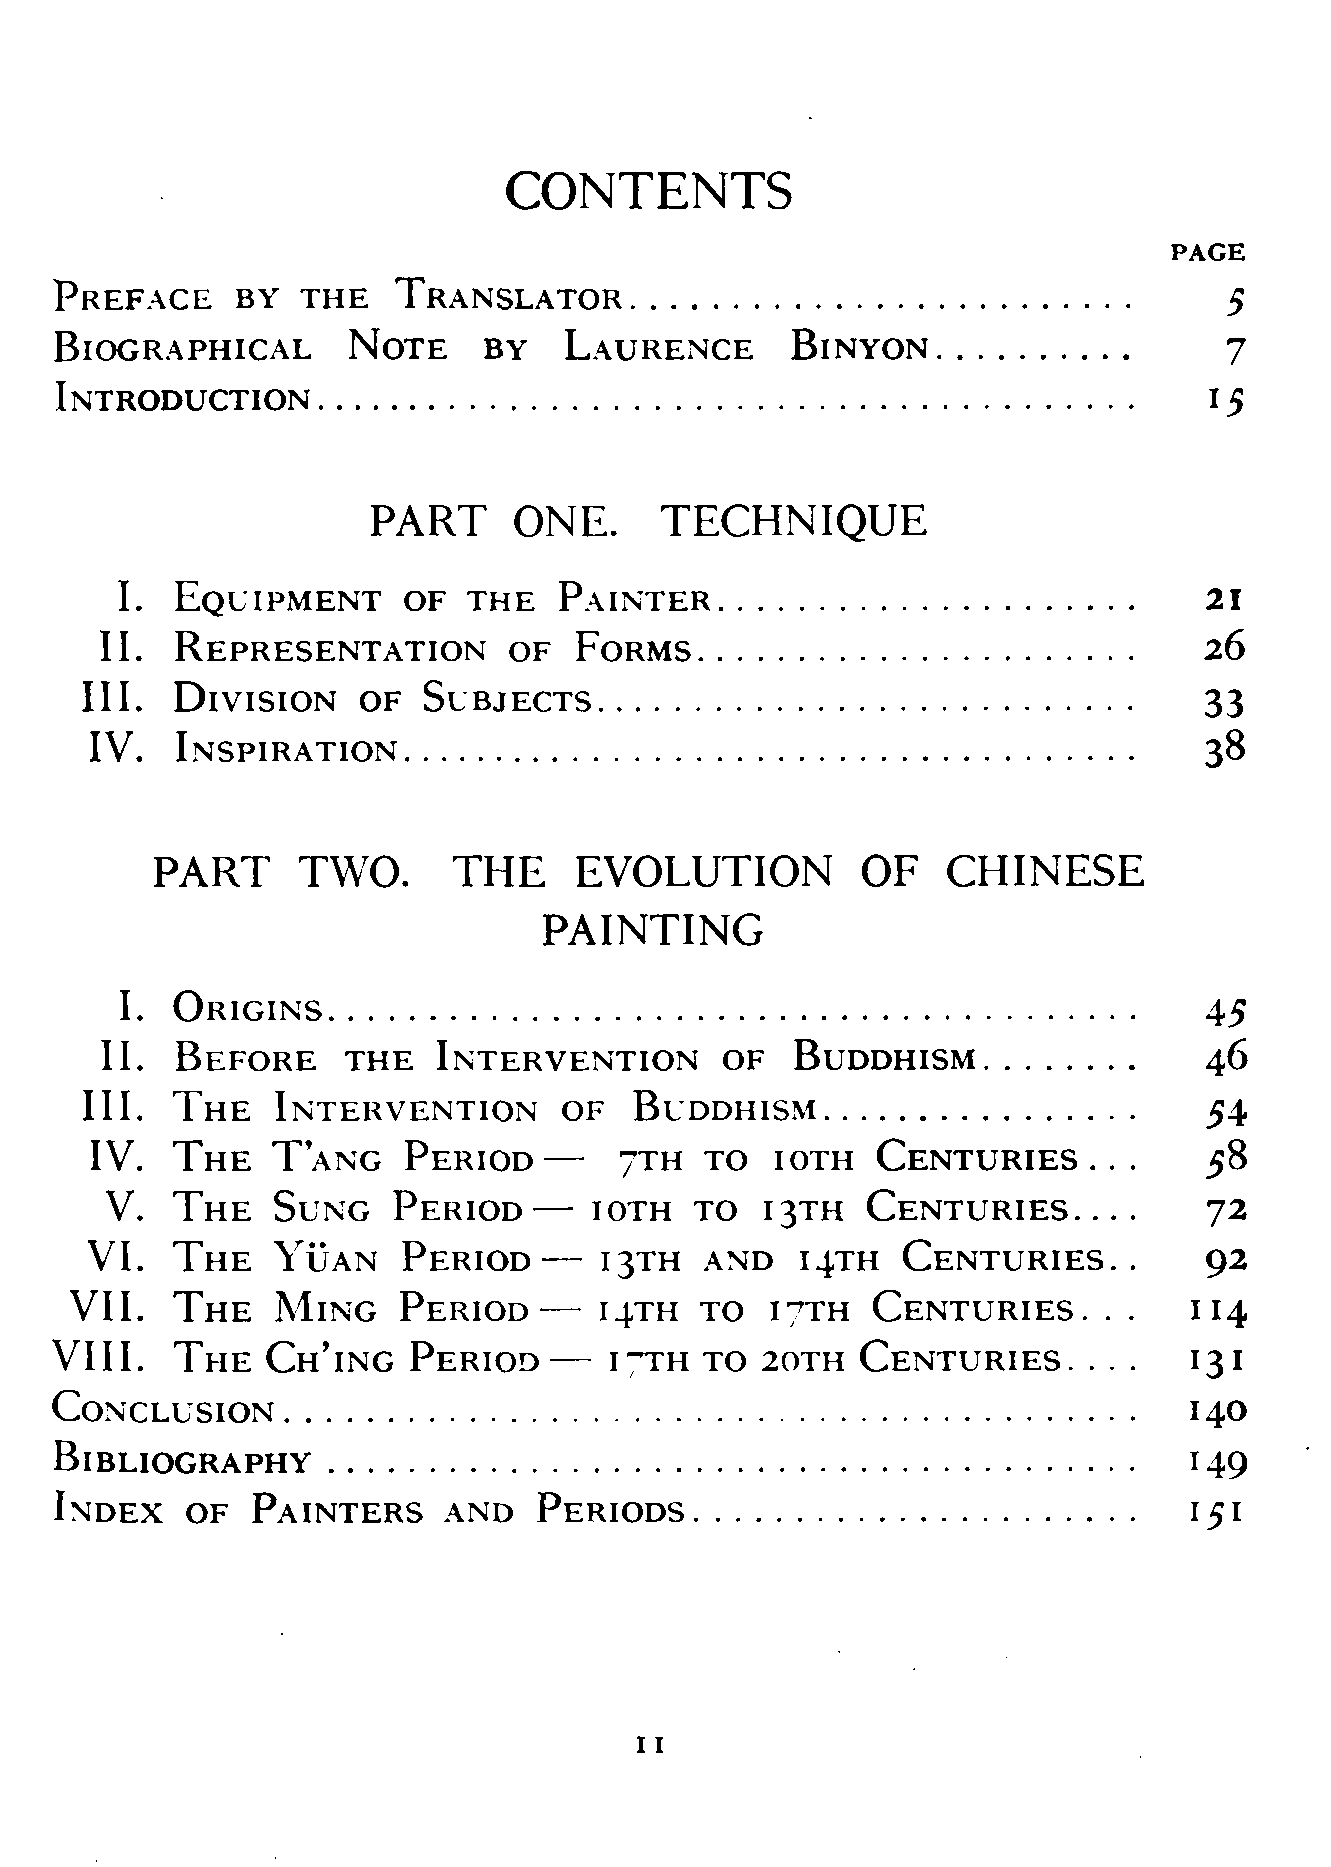 CONTENTS
PAGE
Preface by the Translator.......................... 5
Biographical Note by Laurence Binyon.......... 7
Introduction......................................... 15
PART ONE. TECHNIQUE
I. Equipment of the Painter..................... 21
II. Representation of Forms...................... 26
III. Division of Subjects........................... 33
IV. Inspiration..................................... 38
PART TWO. THE EVOLUTION OF CHINESE
PAINTING
I. Origins........................................ 45
II. Before the Intervention of Buddhism........ 46
III. The Intervention of Buddhism................ 54
IV. The T’ang Period— 7th to 10th Centuries... 58
V. The Sung Period— 10th to 13th Centuries.... 72
VI. The Yüan Period— 13th and 14th Centuries.. 92
VII. The Ming Period— 14th to 17th Centuries... 114
VIII. The Ch’ing Period— 17th to 20th Centuries.... 131
Conclusion.......................................... 140
Bibliography........................................ 149
Index of Painters and Periods...................... 151
11